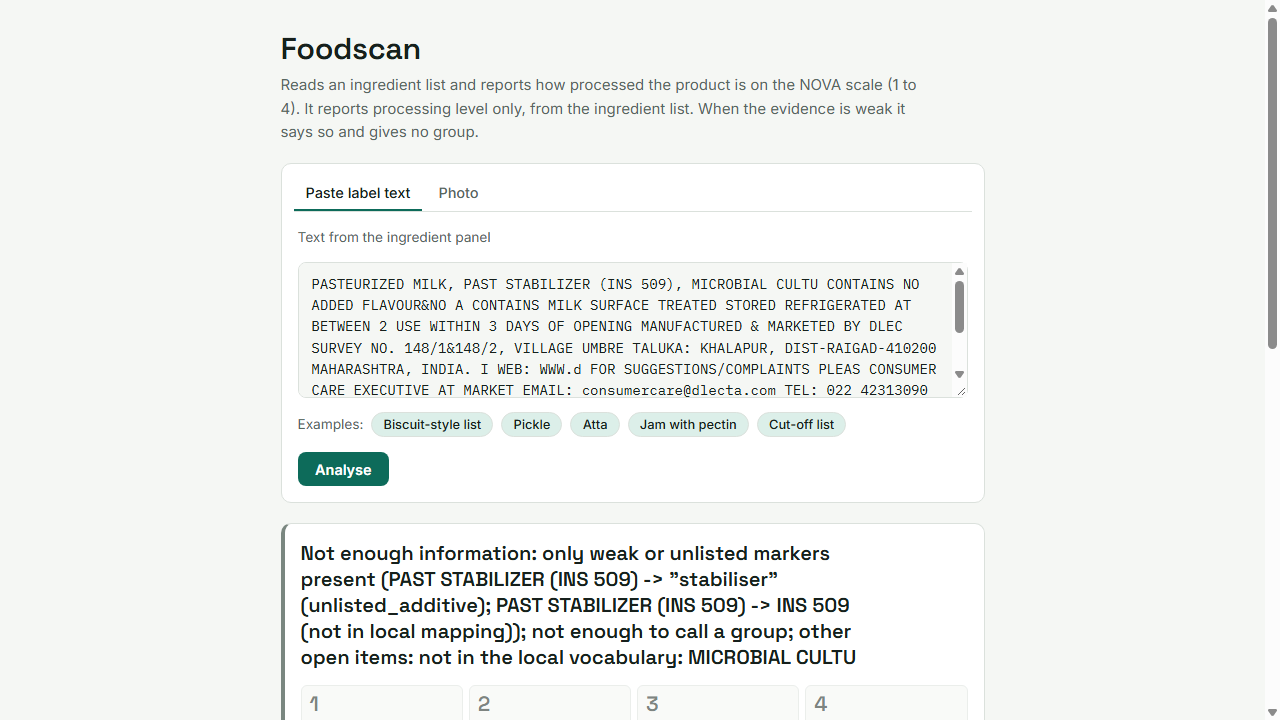 Foodscan
Reads an ingredient list and reports how processed the product is on the NOVA scale (1 to
4). It reports processing level only, from the ingredient list. When the evidence is weak it
says so and gives no group.
Paste label text
Photo
Text from the ingredient panel
PASTEURIZED MILK, PAST STABILIZER (INS 509), MICROBIAL CULTU CONTAINS NO
ADDED FLAVOUR&NO A CONTAINS MILK SURFACE TREATED STORED REFRIGERATED AT
BETWEEN 2 USE WITHIN 3 DAYS OF OPENING MANUFACTURED & MARKETED BY DLEC
SURVEY NO. 148/1&148/2, VILLAGE UMBRE TALUKA: KHALAPUR, DIST-RAIGAD-410200
MAHARASHTRA, INDIA. I WEB: WWW.d FOR SUGGESTIONS/COMPLAINTS PLEAS CONSUMER
CARE EXECUTIVE AT MARKET EMAIL: consumercare@dlecta.com TEL: 022 42313090
Examples: Biscuit-style list Pickle Atta Jam with pectin Cut-off list
Analyse
Not enough information: only weak or unlisted markers
present (PAST STABILIZER (INS 509) -> "stabiliser"
(unlisted_additive); PAST STABILIZER (INS 509) -> INS 509
(not in local mapping)); not enough to call a group; other
open items: not in the local vocabulary: MICROBIAL CULTU
1 2 3 4